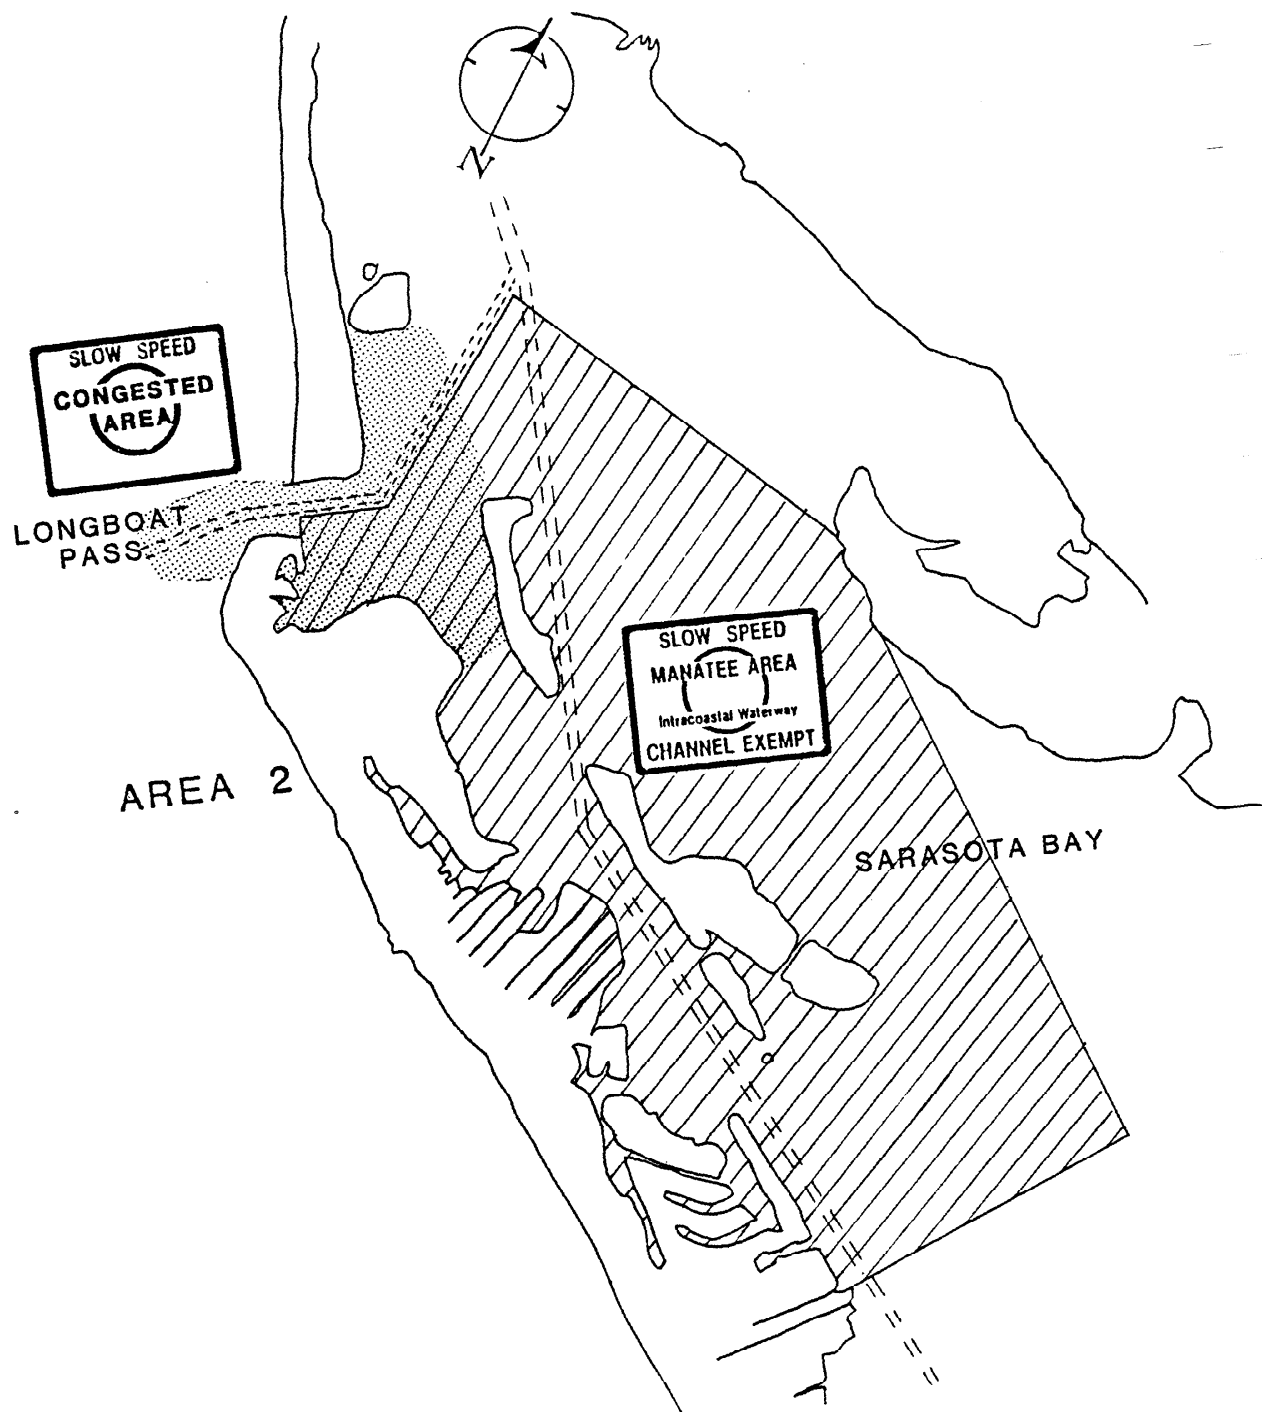 N
SLOW SPEED
CONGESTED
AREA
LONGBOAT
PASS
SLOW SPEED
MANATEE AREA
Intracoastal Waterway
CHANNEL EXEMPT
AREA 2
SARASOTA BAY